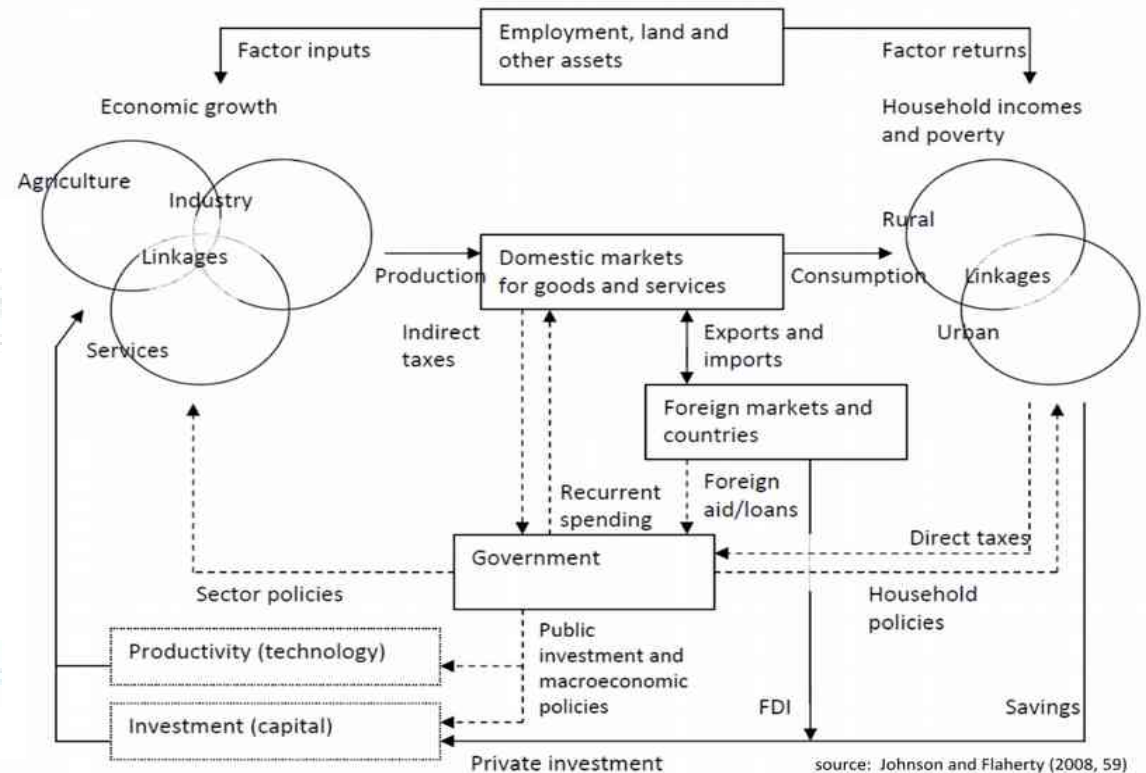 Employment, land and
other assets
Factor inputs
Factor returns
Economic growth
Household incomes
and poverty
Agriculture
Industry
Linkages
Services
Production
Domestic markets
for goods and services
Consumption
Rural
Linkages
Urban
Indirect
taxes
Exports and
imports
Foreign markets and
countries
Recurrent
spending
Foreign
aid/loans
Government
Direct taxes
Sector policies
Household
policies
Productivity (technology)
Public
investment and
macroeconomic
policies
Investment (capital)
FDI
Savings
Private investment
source: Johnson and Flaherty (2008, 59)